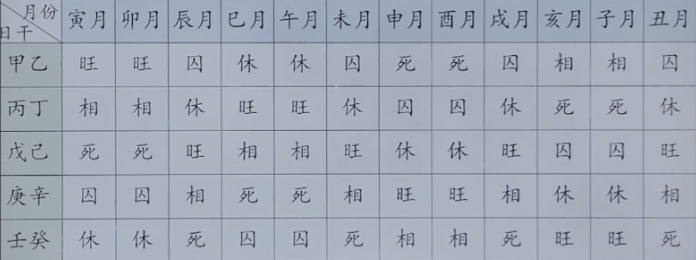 月份 日干 寅月 卯月 辰月 巳月 午月 未月 申月 酉月 戌月 亥月 子月 丑月
甲乙 旺 旺 囚 休 休 囚 死 死 囚 相 相 囚
丙丁 相 相 休 旺 旺 休 囚 囚 休 死 死 休
戊己 死 死 旺 相 相 旺 休 休 旺 囚 囚 旺
庚辛 囚 囚 相 死 死 相 旺 旺 相 休 休 相
壬癸 休 休 死 囚 囚 死 相 相 死 旺 旺 死